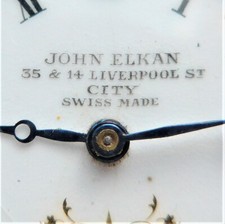 JOHN ELKAN
35 & 14 LIVERPOOL ST
CITY
SWISS MADE